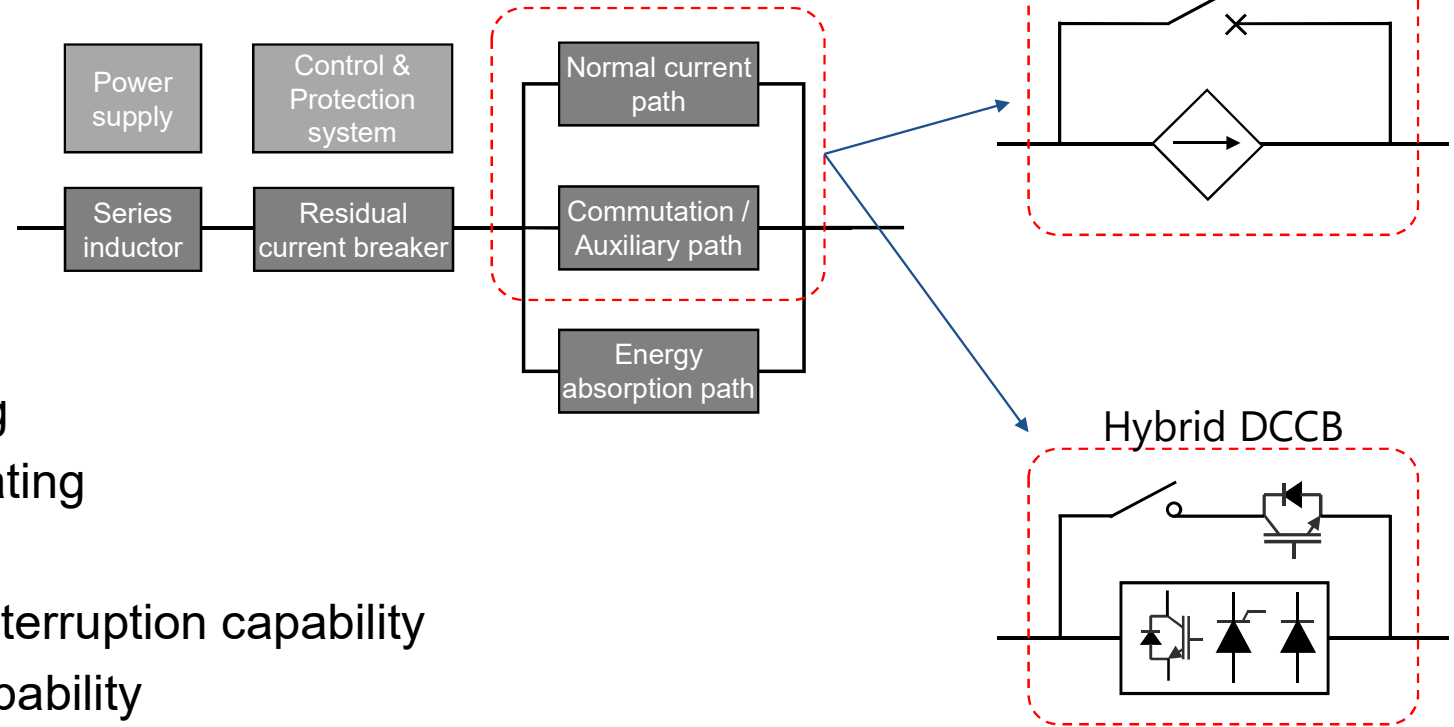 Power
supply
Control &
Protection
system
Normal current
path
Series
inductor
Residual
current breaker
Commutation /
Auxiliary path
Energy
absorption path
Hybrid DCCB
g
ating
terruption capability
pability